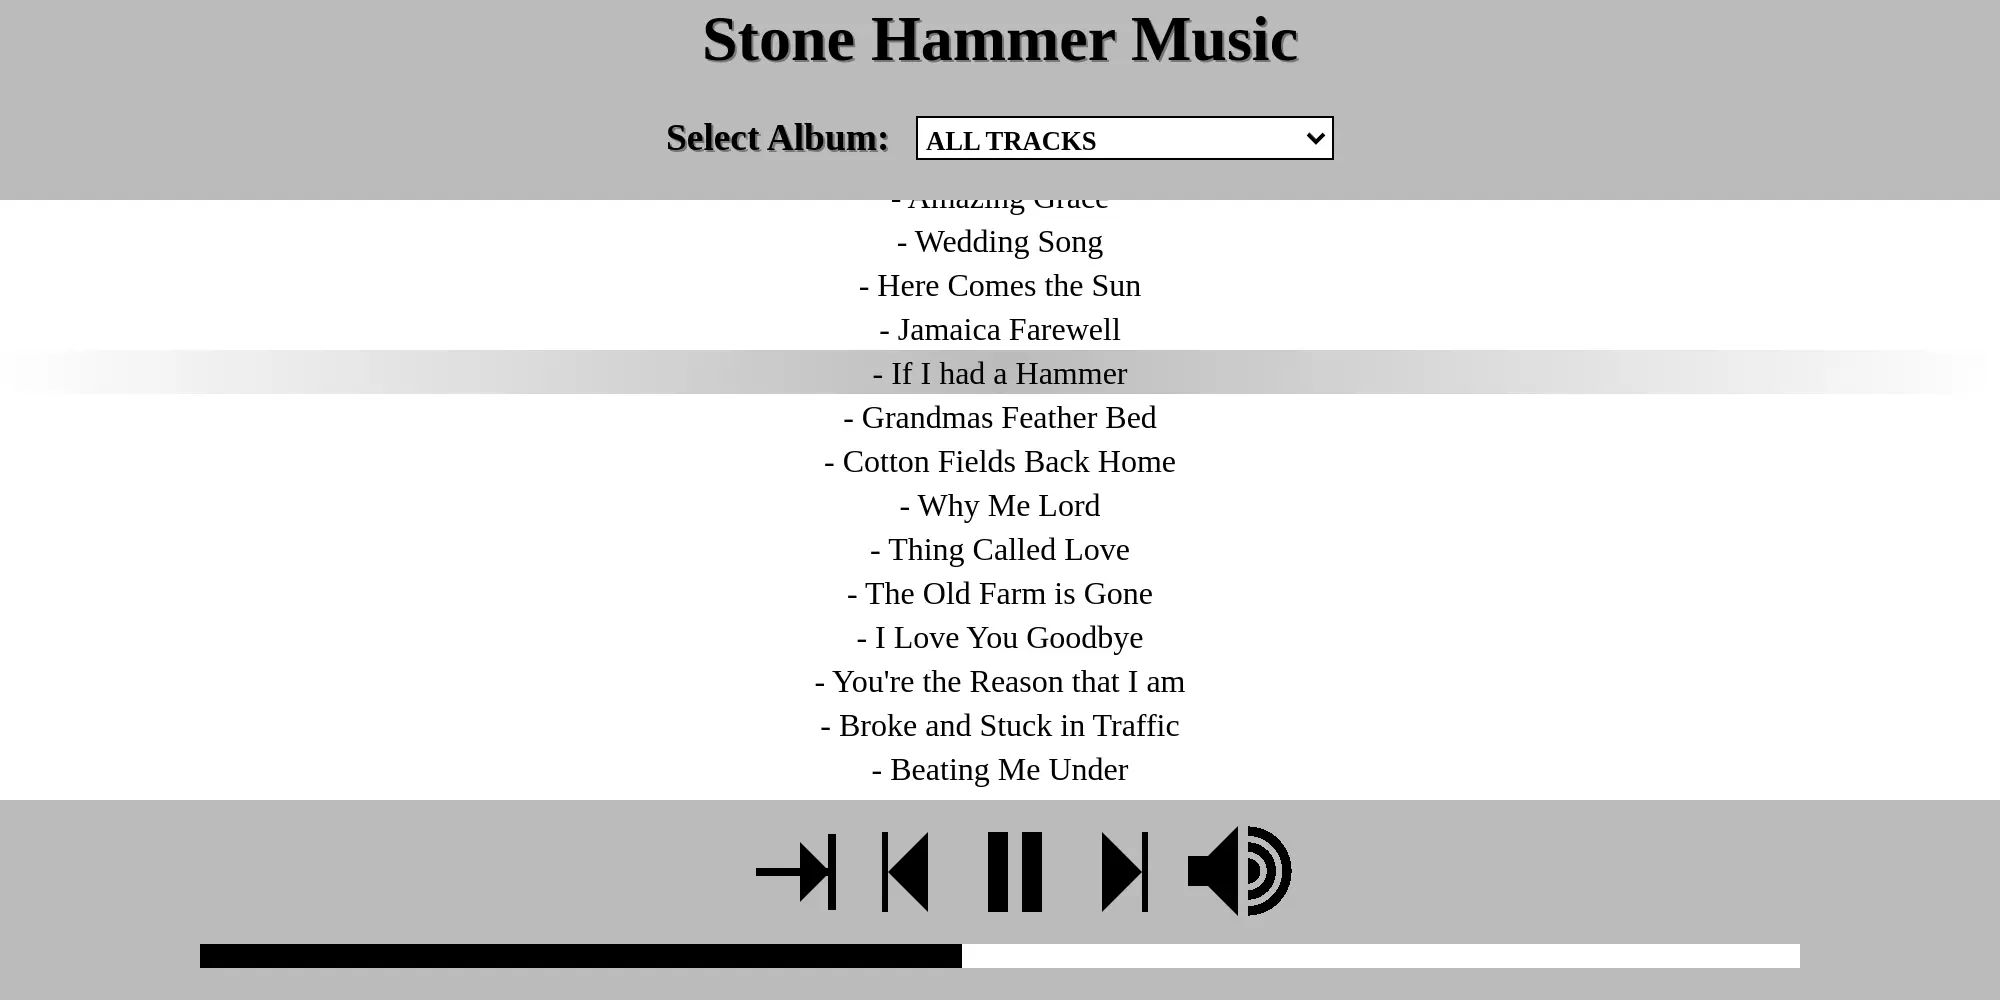 Stone Hammer Music
Select Album:
ALL TRACKS
- Amazing Grace
- Wedding Song
- Here Comes the Sun
- Jamaica Farewell
- If I had a Hammer
- Grandmas Feather Bed
- Cotton Fields Back Home
- Why Me Lord
- Thing Called Love
- The Old Farm is Gone
- I Love You Goodbye
- You're the Reason that I am
- Broke and Stuck in Traffic
- Beating Me Under